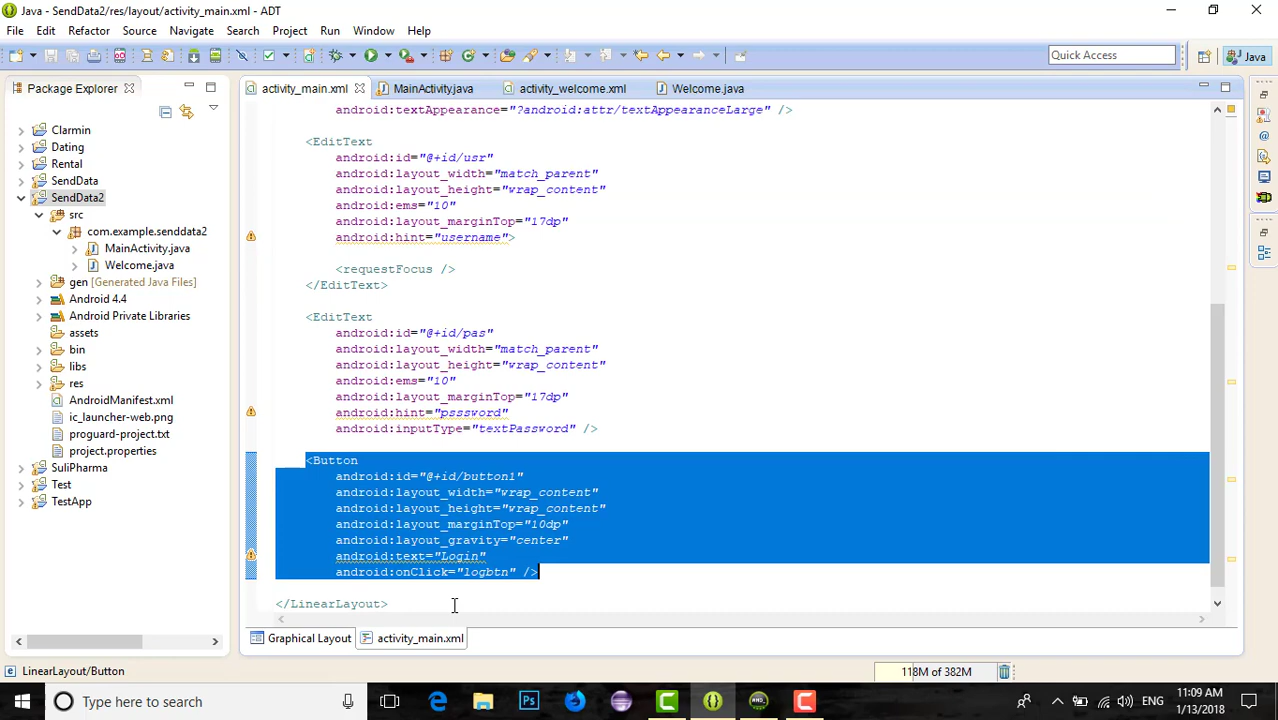 Java - SendData2/res/layout/activity_main.xml - ADT
File Edit Refactor Source Navigate Search Project Run Window Help
Quick Access
Java
Package Explorer
activity_main.xml MainActivity.java activity_welcome.xml Welcome.java
Clarmin
Dating
Rental
SendData
SendData2
src
com.example.senddata2
MainActivity.java
Welcome.java
gen [Generated Java Files]
Android 4.4
Android Private Libraries
assets
bin
libs
res
AndroidManifest.xml
ic_launcher-web.png
proguard-project.txt
project.properties
SuliPharma
Test
TestApp
android:textAppearance="?android:attr/textAppearanceLarge" />
<EditText
android:id="@+id/usr"
android:layout_width="match_parent"
android:layout_height="wrap_content"
android:ems="10"
android:layout_marginTop="17dp"
android:hint="username">
<requestFocus />
</EditText>
<EditText
android:id="@+id/pas"
android:layout_width="match_parent"
android:layout_height="wrap_content"
android:ems="10"
android:layout_marginTop="17dp"
android:hint="psssword"
android:inputType="textPassword" />
<Button
android:id="@+id/button1"
android:layout_width="wrap_content"
android:layout_height="wrap_content"
android:layout_marginTop="10dp"
android:layout_gravity="center"
android:text="Login"
android:onClick="logbtn" />
</LinearLayout>
Graphical Layout activity_main.xml
LinearLayout/Button
118M of 382M
Type here to search
Ps
ENG
11:09 AM
1/13/2018